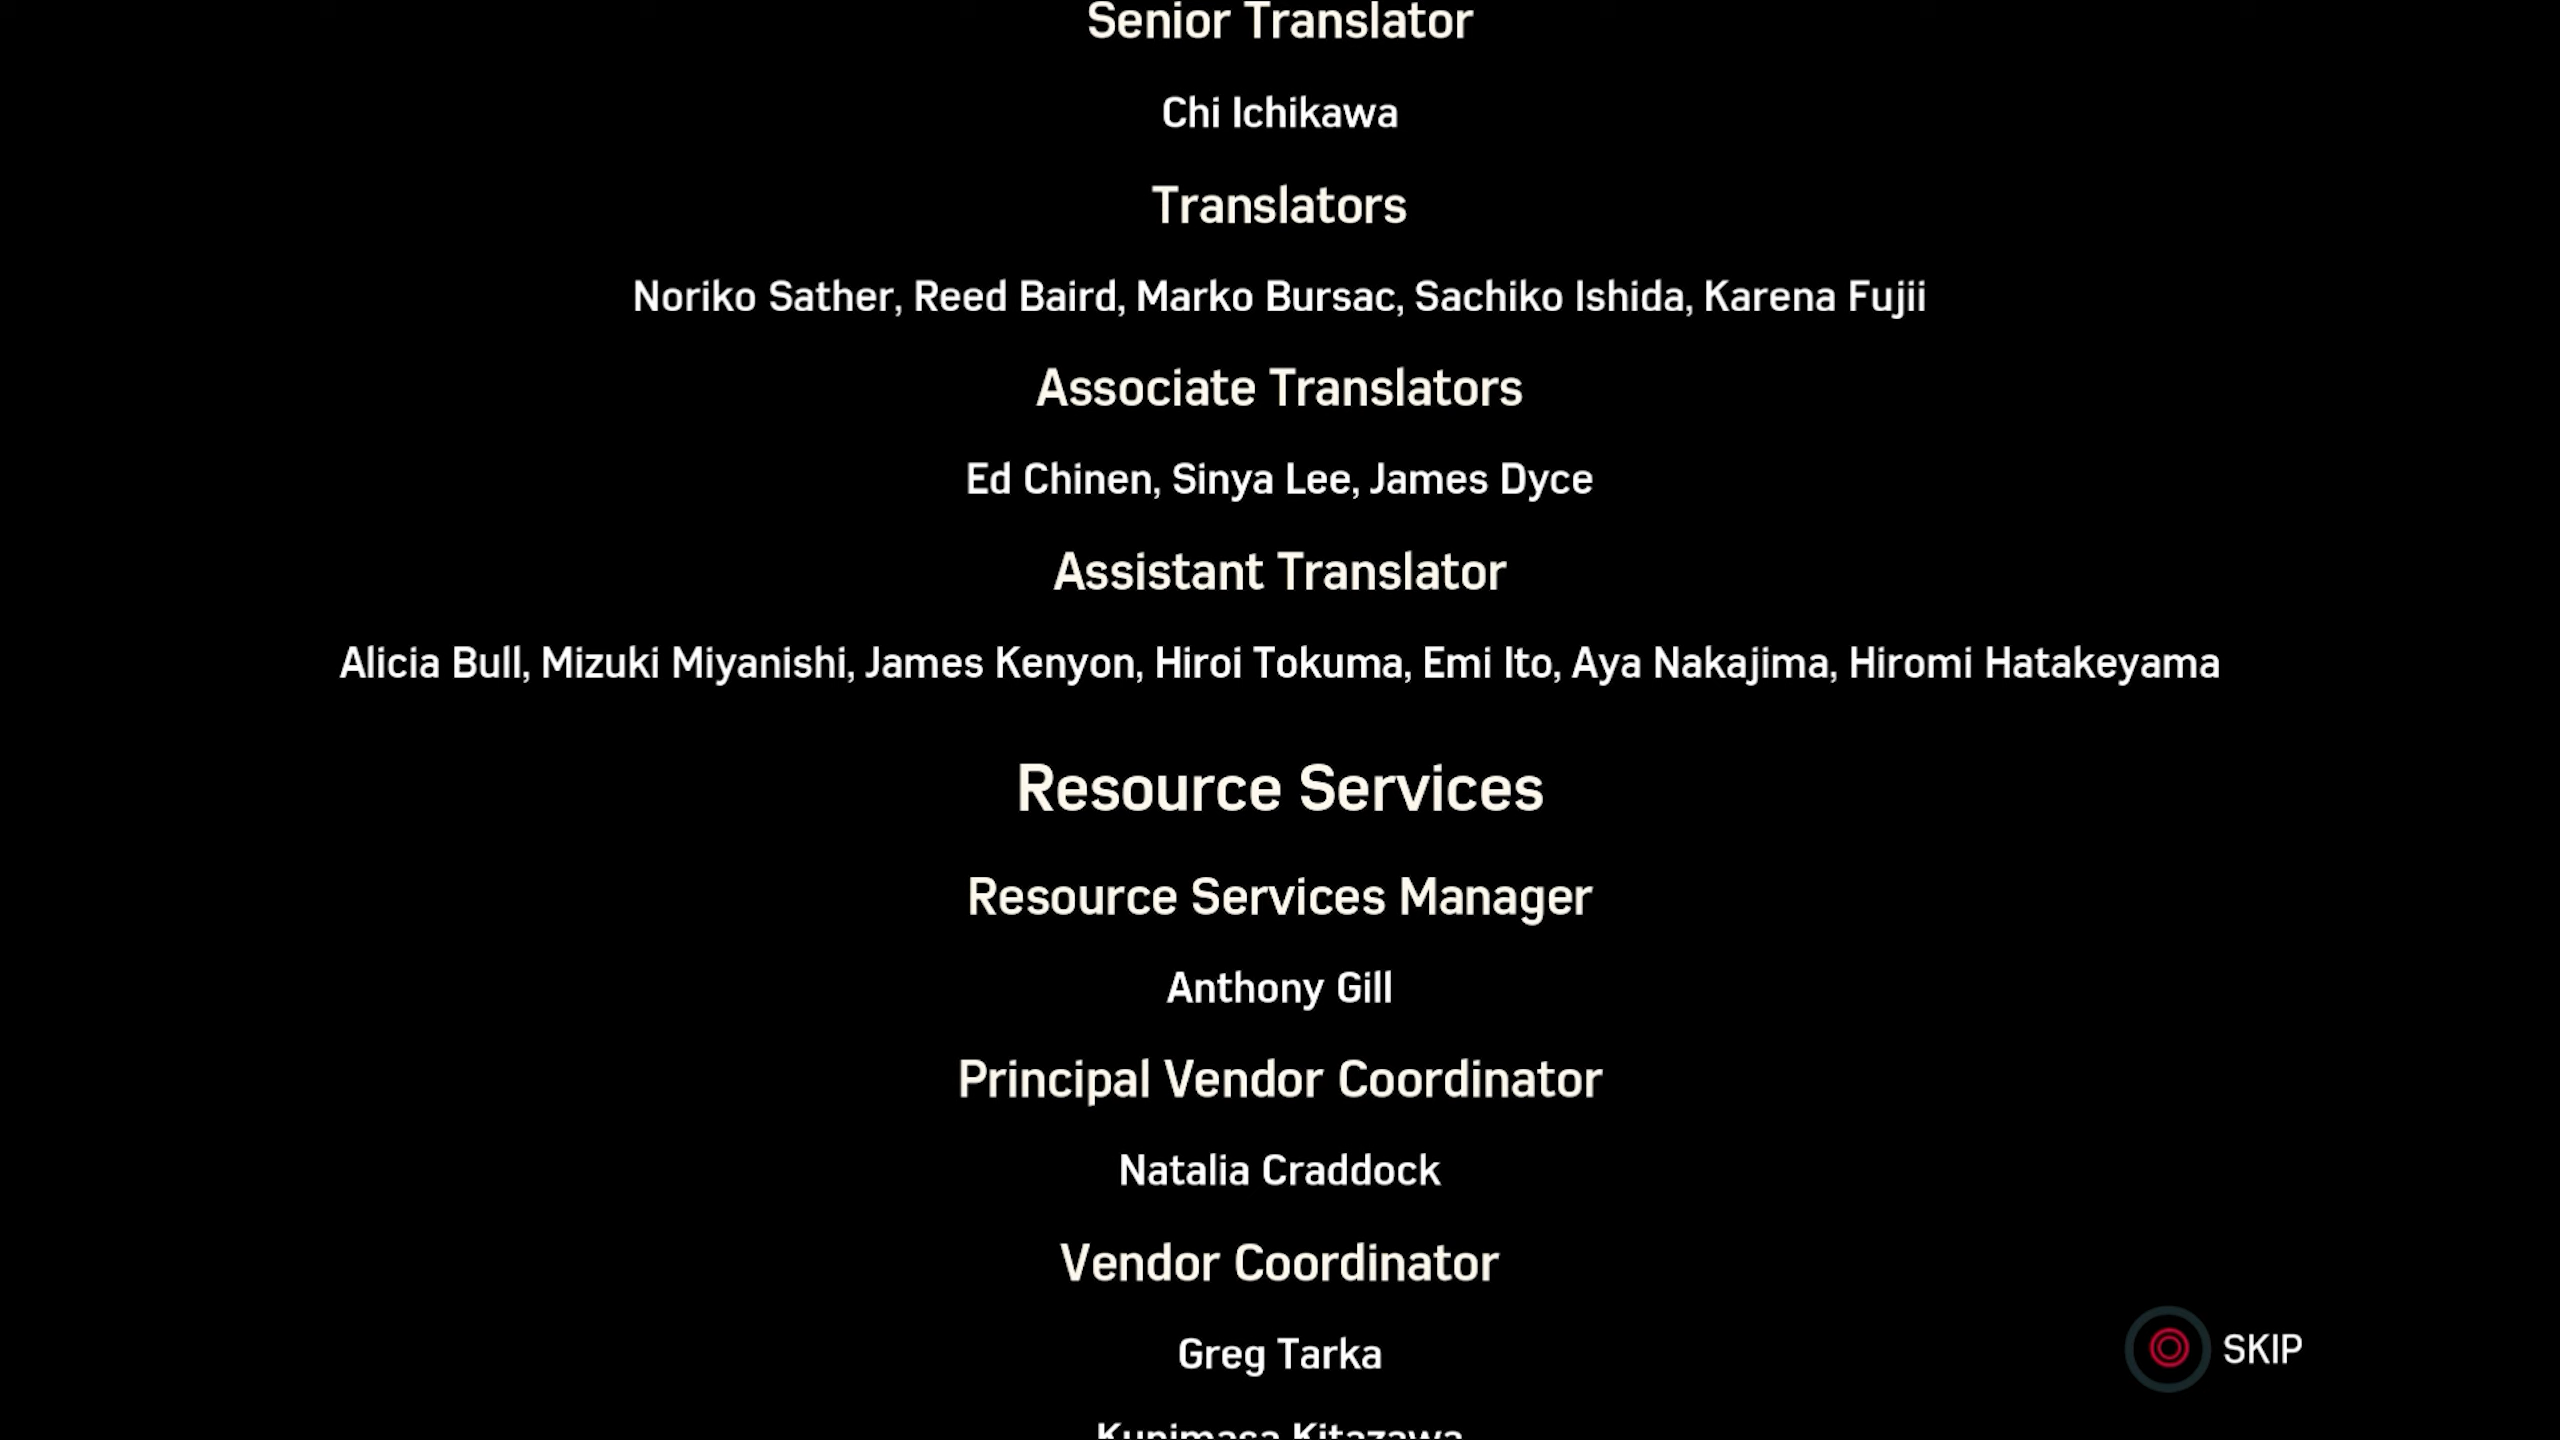 Senior Translator
Chi Ichikawa
Translators
Noriko Sather, Reed Baird, Marko Bursac, Sachiko Ishida, Karena Fujii
Associate Translators
Ed Chinen, Sinya Lee, James Dyce
Assistant Translator
Alicia Bull, Mizuki Miyanishi, James Kenyon, Hiroi Tokuma, Emi Ito, Aya Nakajima, Hiromi Hatakeyama
Resource Services
Resource Services Manager
Anthony Gill
Principal Vendor Coordinator
Natalia Craddock
Vendor Coordinator
Greg Tarka
SKIP
Kunimasa Kitazawa